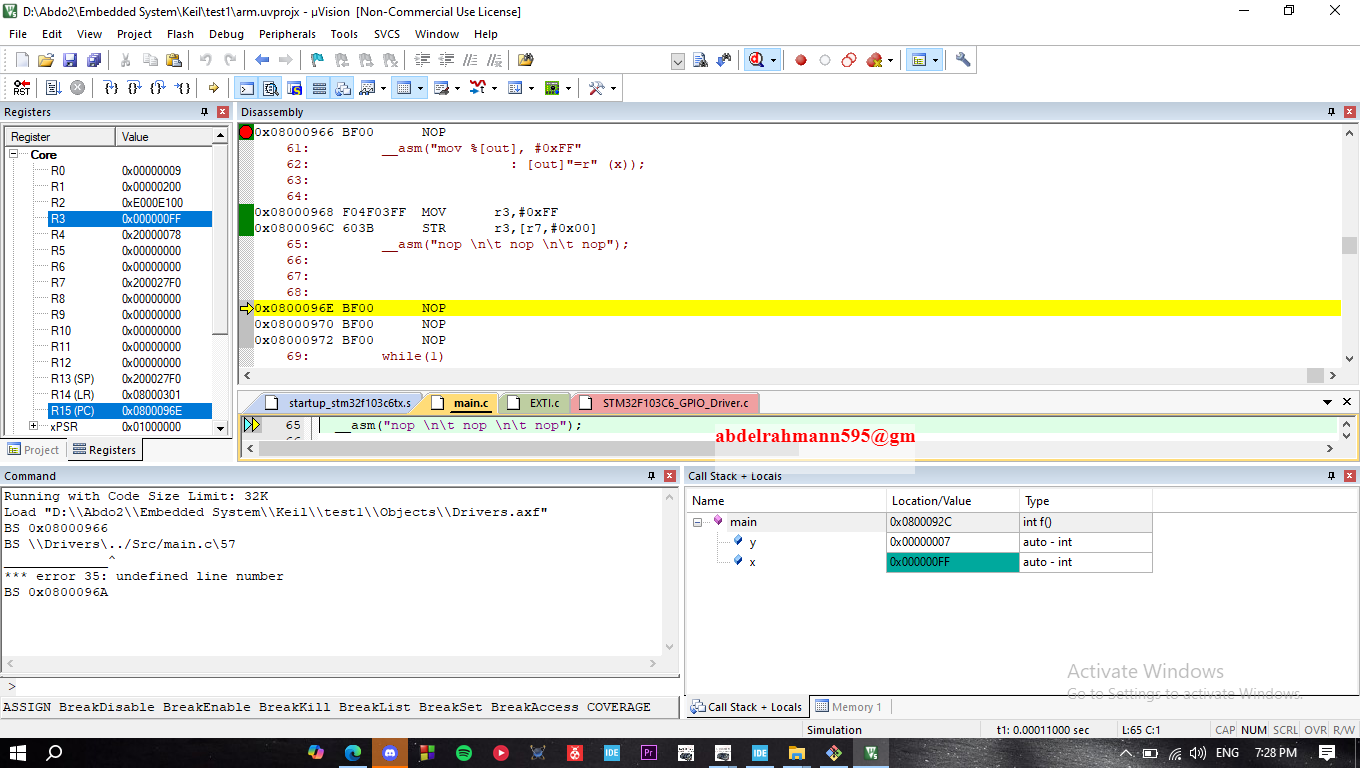 D:\Abdo2\Embedded System\Keil\test1\arm.uvprojx - µVision [Non-Commercial Use License]
File Edit View Project Flash Debug Peripherals Tools SVCS Window Help
Registers
Register Value
Core
R0 0x00000009
R1 0x00000200
R2 0xE000E100
R3 0x000000FF
R4 0x20000078
R5 0x00000000
R6 0x00000000
R7 0x200027F0
R8 0x00000000
R9 0x00000000
R10 0x00000000
R11 0x00000000
R12 0x00000000
R13 (SP) 0x200027F0
R14 (LR) 0x08000301
R15 (PC) 0x0800096E
xPSR 0x01000000
Project Registers
Disassembly
0x08000966 BF00 NOP
61: __asm("mov %[out], #0xFF"
62: : [out]"=r" (x));
63:
64:
0x08000968 F04F03FF MOV r3,#0xFF
0x0800096C 603B STR r3,[r7,#0x00]
65: __asm("nop \n\t nop \n\t nop");
66:
67:
68:
0x0800096E BF00 NOP
0x08000970 BF00 NOP
0x08000972 BF00 NOP
69: while(1)
startup_stm32f103c6tx.s main.c EXTI.c STM32F103C6_GPIO_Driver.c
65 __asm("nop \n\t nop \n\t nop");
abdelrahmann595@gm
Command
Running with Code Size Limit: 32K
Load "D:\\Abdo2\\Embedded System\\Keil\\test1\\Objects\\Drivers.axf"
BS 0x08000966
BS \\Drivers\../Src/main.c\57
______________^
*** error 35: undefined line number
BS 0x0800096A
>
ASSIGN BreakDisable BreakEnable BreakKill BreakList BreakSet BreakAccess COVERAGE
Call Stack + Locals
Name Location/Value Type
main 0x0800092C int f()
y 0x00000007 auto - int
x 0x000000FF auto - int
Activate Windows
Go to Settings to activate Windows.
Call Stack + Locals Memory 1
Simulation t1: 0.00011000 sec L:65 C:1 CAP NUM SCRL OVR R/W
ENG 7:28 PM